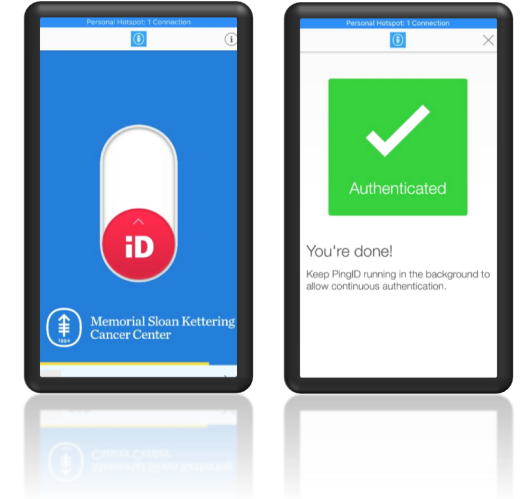 Personal Hotspot: 1 Connection
iD
Memorial Sloan Kettering
Cancer Center
1884
Personal Hotspot: 1 Connection
Authenticated
You're done!
Keep PingID running in the background to
allow continuous authentication.